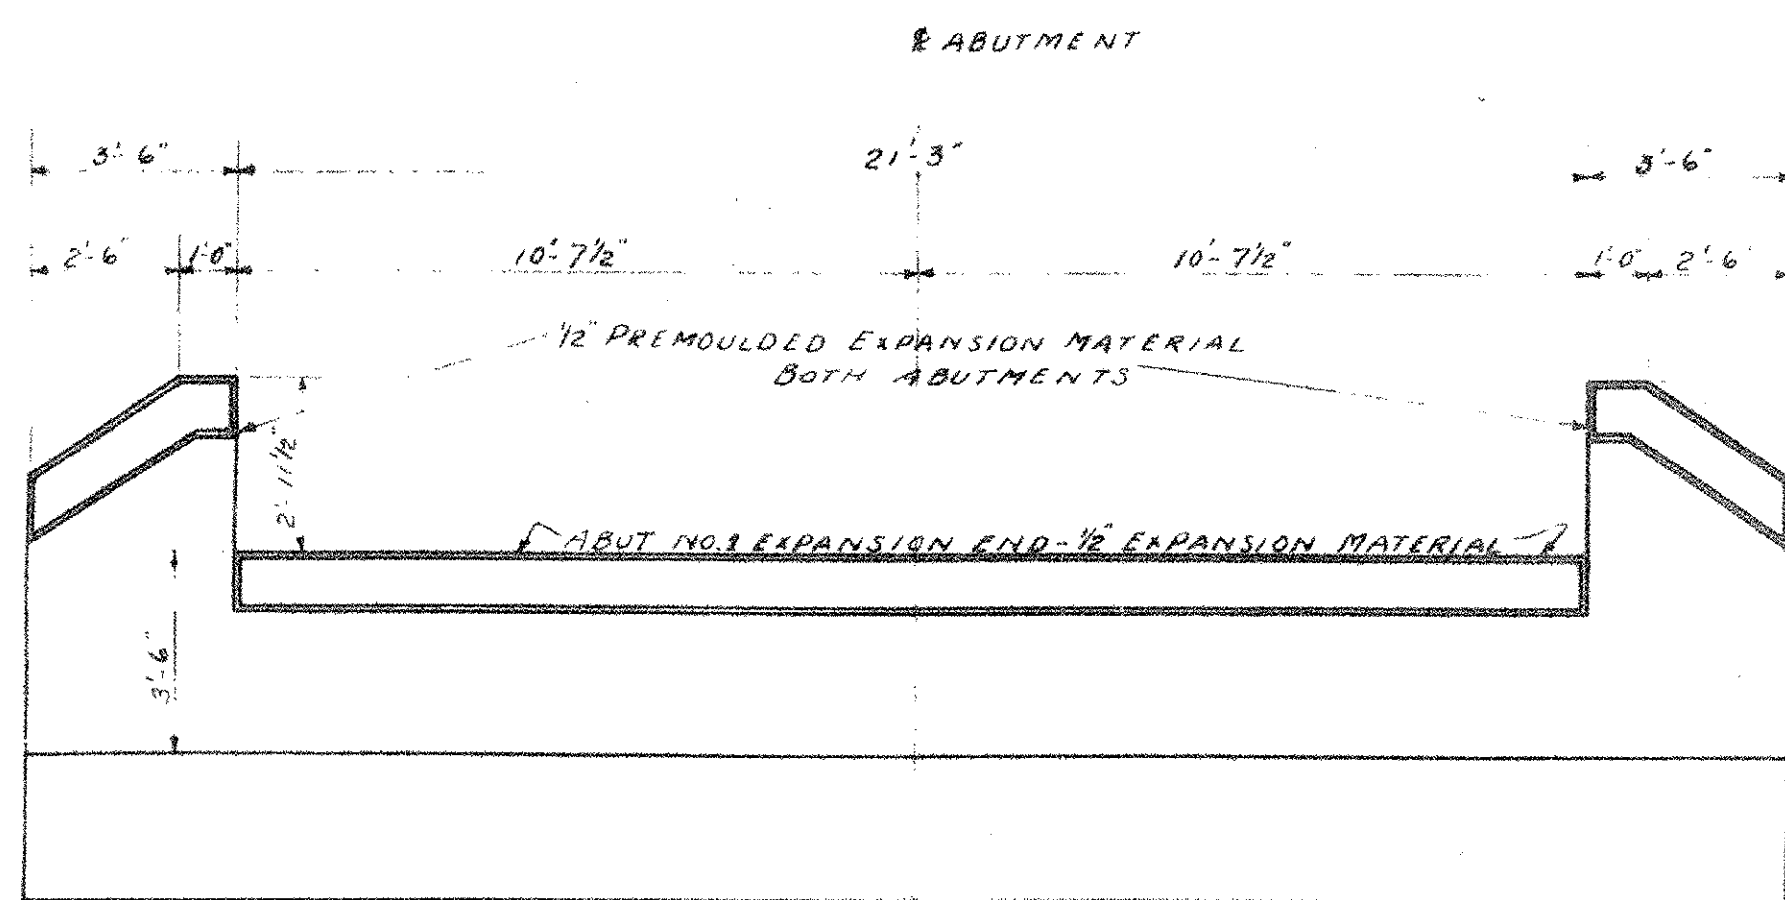 ℄ ABUTMENT
3'-6" 21'-3" 3'-6"
2'-6" 1'-0" 10'-7½" 10'-7½" 1'-0" 2'-6"
½" PREMOULDED EXPANSION MATERIAL
BOTH ABUTMENTS
2'-11½"
ABUT NO.1 EXPANSION END-½" EXPANSION MATERIAL
3'-6"